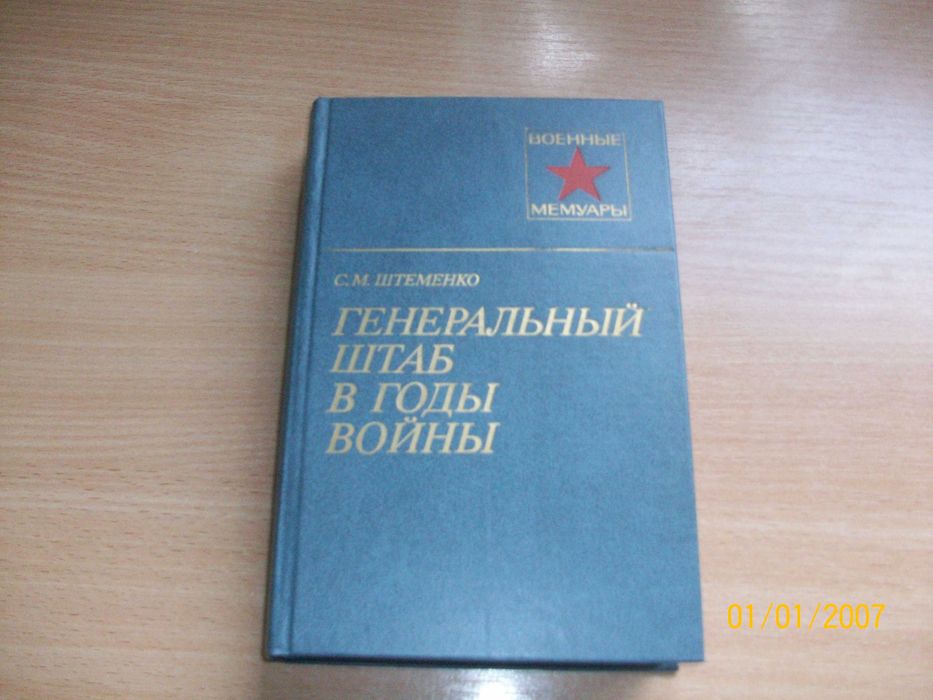 ВОЕННЫЕ
МЕМУАРЫ
С. М. ШТЕМЕНКО
ГЕНЕРАЛЬНЫЙ
ШТАБ
В ГОДЫ
ВОЙНЫ
01/01/2007